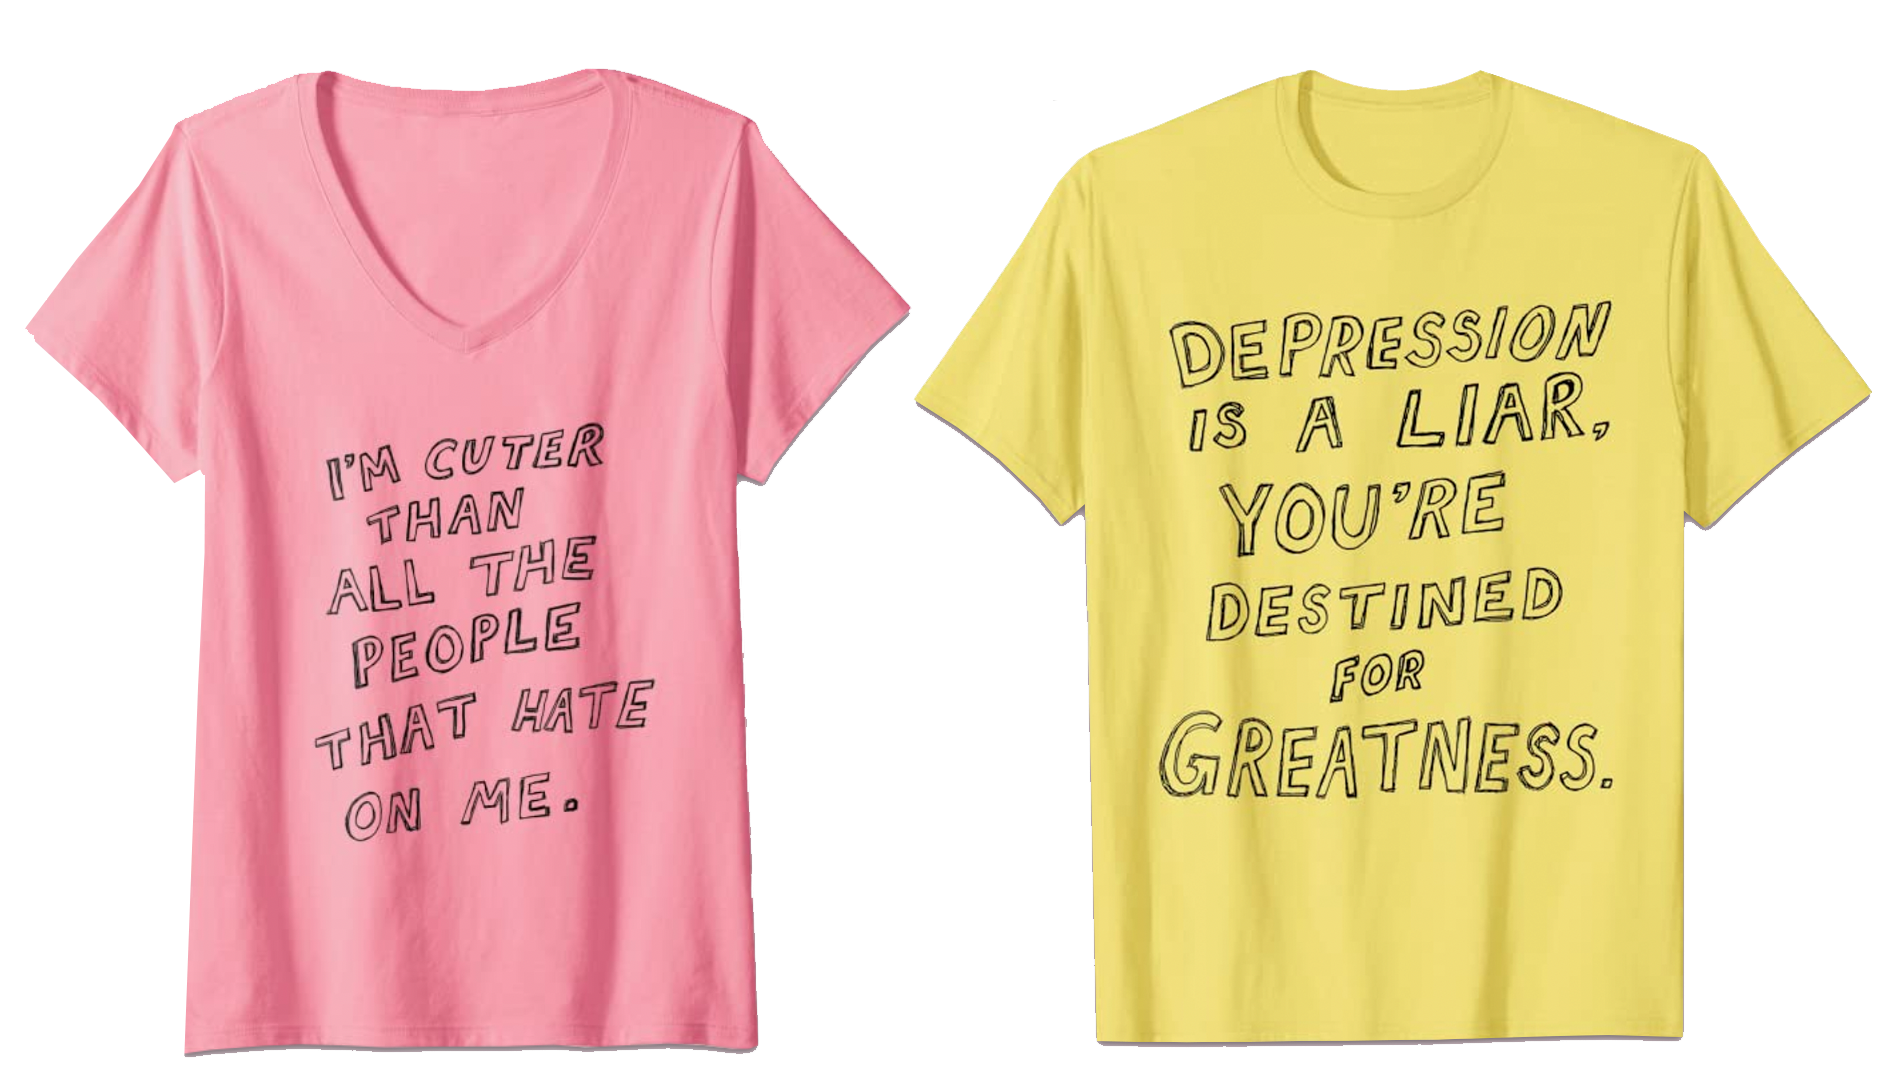 I'M CUTER
THAN
ALL THE
PEOPLE
THAT HATE
ON ME.
DEPRESSION
IS A LIAR,
YOU'RE
DESTINED
FOR
GREATNESS.